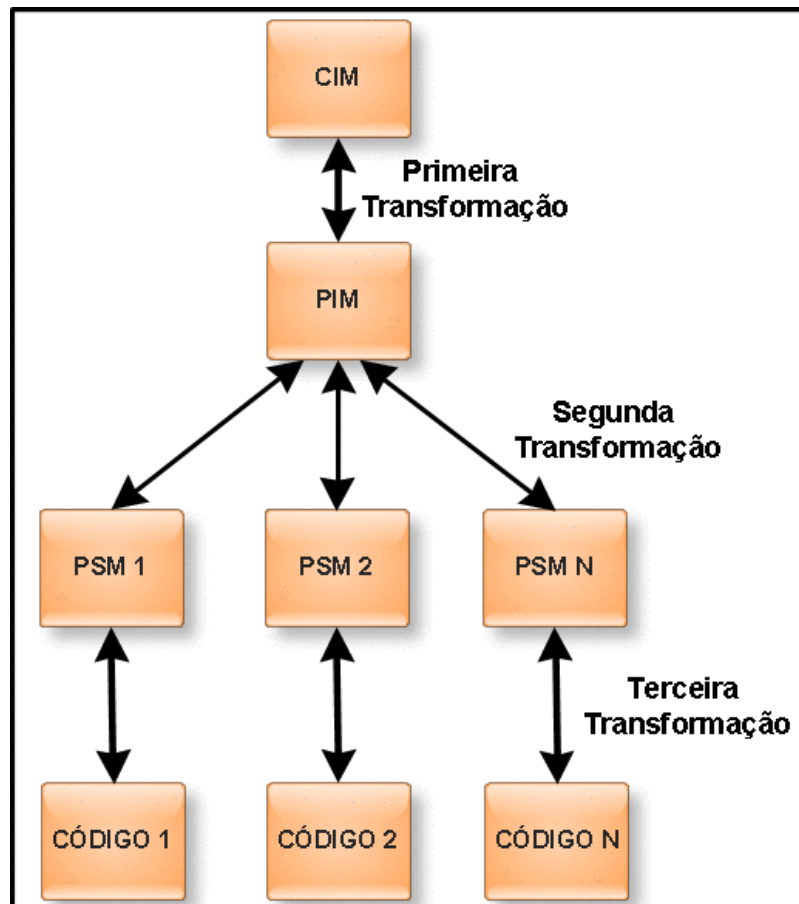 CIM
Primeira
Transformação
PIM
Segunda
Transformação
PSM 1
PSM 2
PSM N
Terceira
Transformação
CÓDIGO 1
CÓDIGO 2
CÓDIGO N